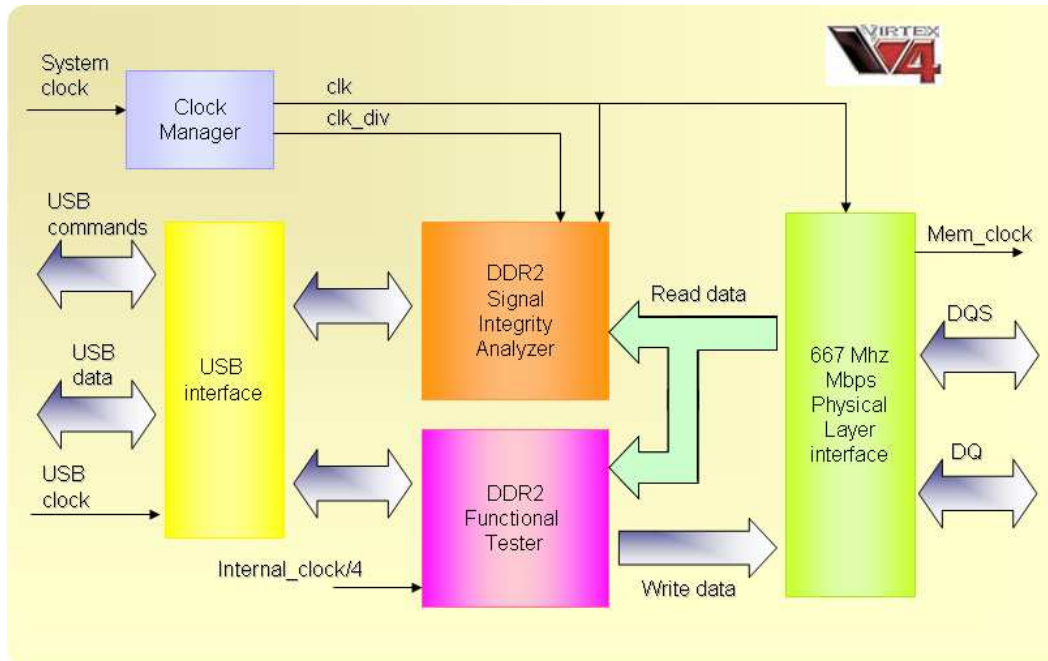 VIRTEX
V4
System
clock
Clock
Manager
clk
clk_div
USB
commands
USB
data
USB
clock
USB
interface
DDR2
Signal
Integrity
Analyzer
Read data
Mem_clock
DQS
667 Mhz
Mbps
Physical
Layer
interface
DQ
DDR2
Functional
Tester
Internal_clock/4
Write data